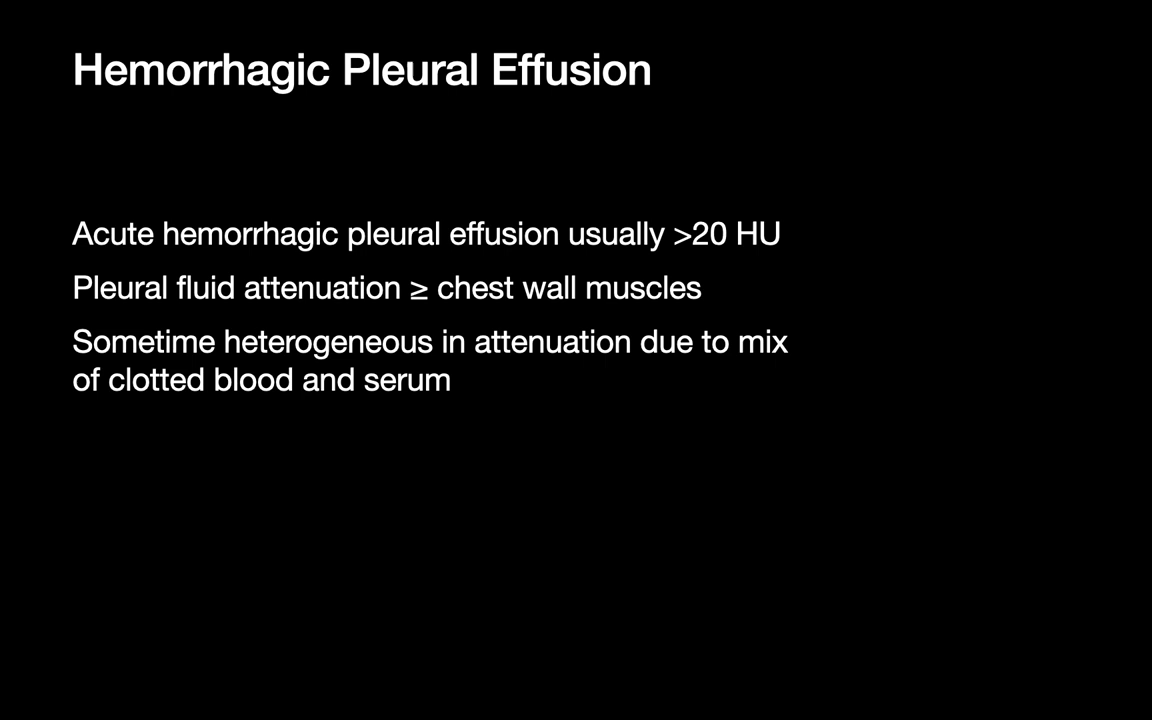 Hemorrhagic Pleural Effusion
Acute hemorrhagic pleural effusion usually >20 HU
Pleural fluid attenuation ≥ chest wall muscles
Sometime heterogeneous in attenuation due to mix
of clotted blood and serum